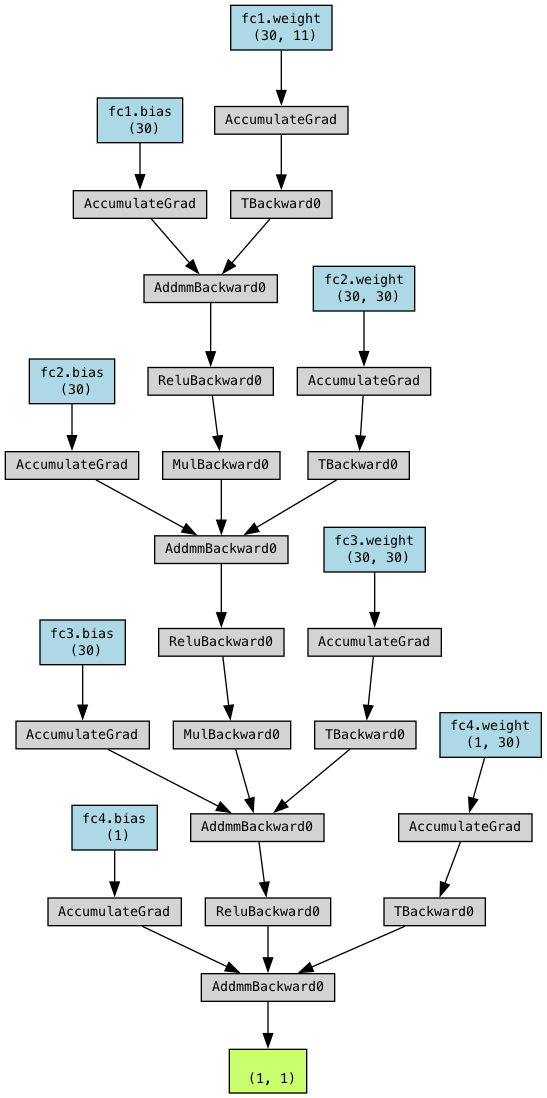 fc1.weight
(30, 11)
fc1.bias
(30)
AccumulateGrad
AccumulateGrad
TBackward0
AddmmBackward0
fc2.weight
(30, 30)
fc2.bias
(30)
ReluBackward0
AccumulateGrad
AccumulateGrad
MulBackward0
TBackward0
AddmmBackward0
fc3.weight
(30, 30)
fc3.bias
(30)
ReluBackward0
AccumulateGrad
AccumulateGrad
MulBackward0
TBackward0
fc4.weight
(1, 30)
fc4.bias
(1)
AddmmBackward0
AccumulateGrad
AccumulateGrad
ReluBackward0
TBackward0
AddmmBackward0
(1, 1)